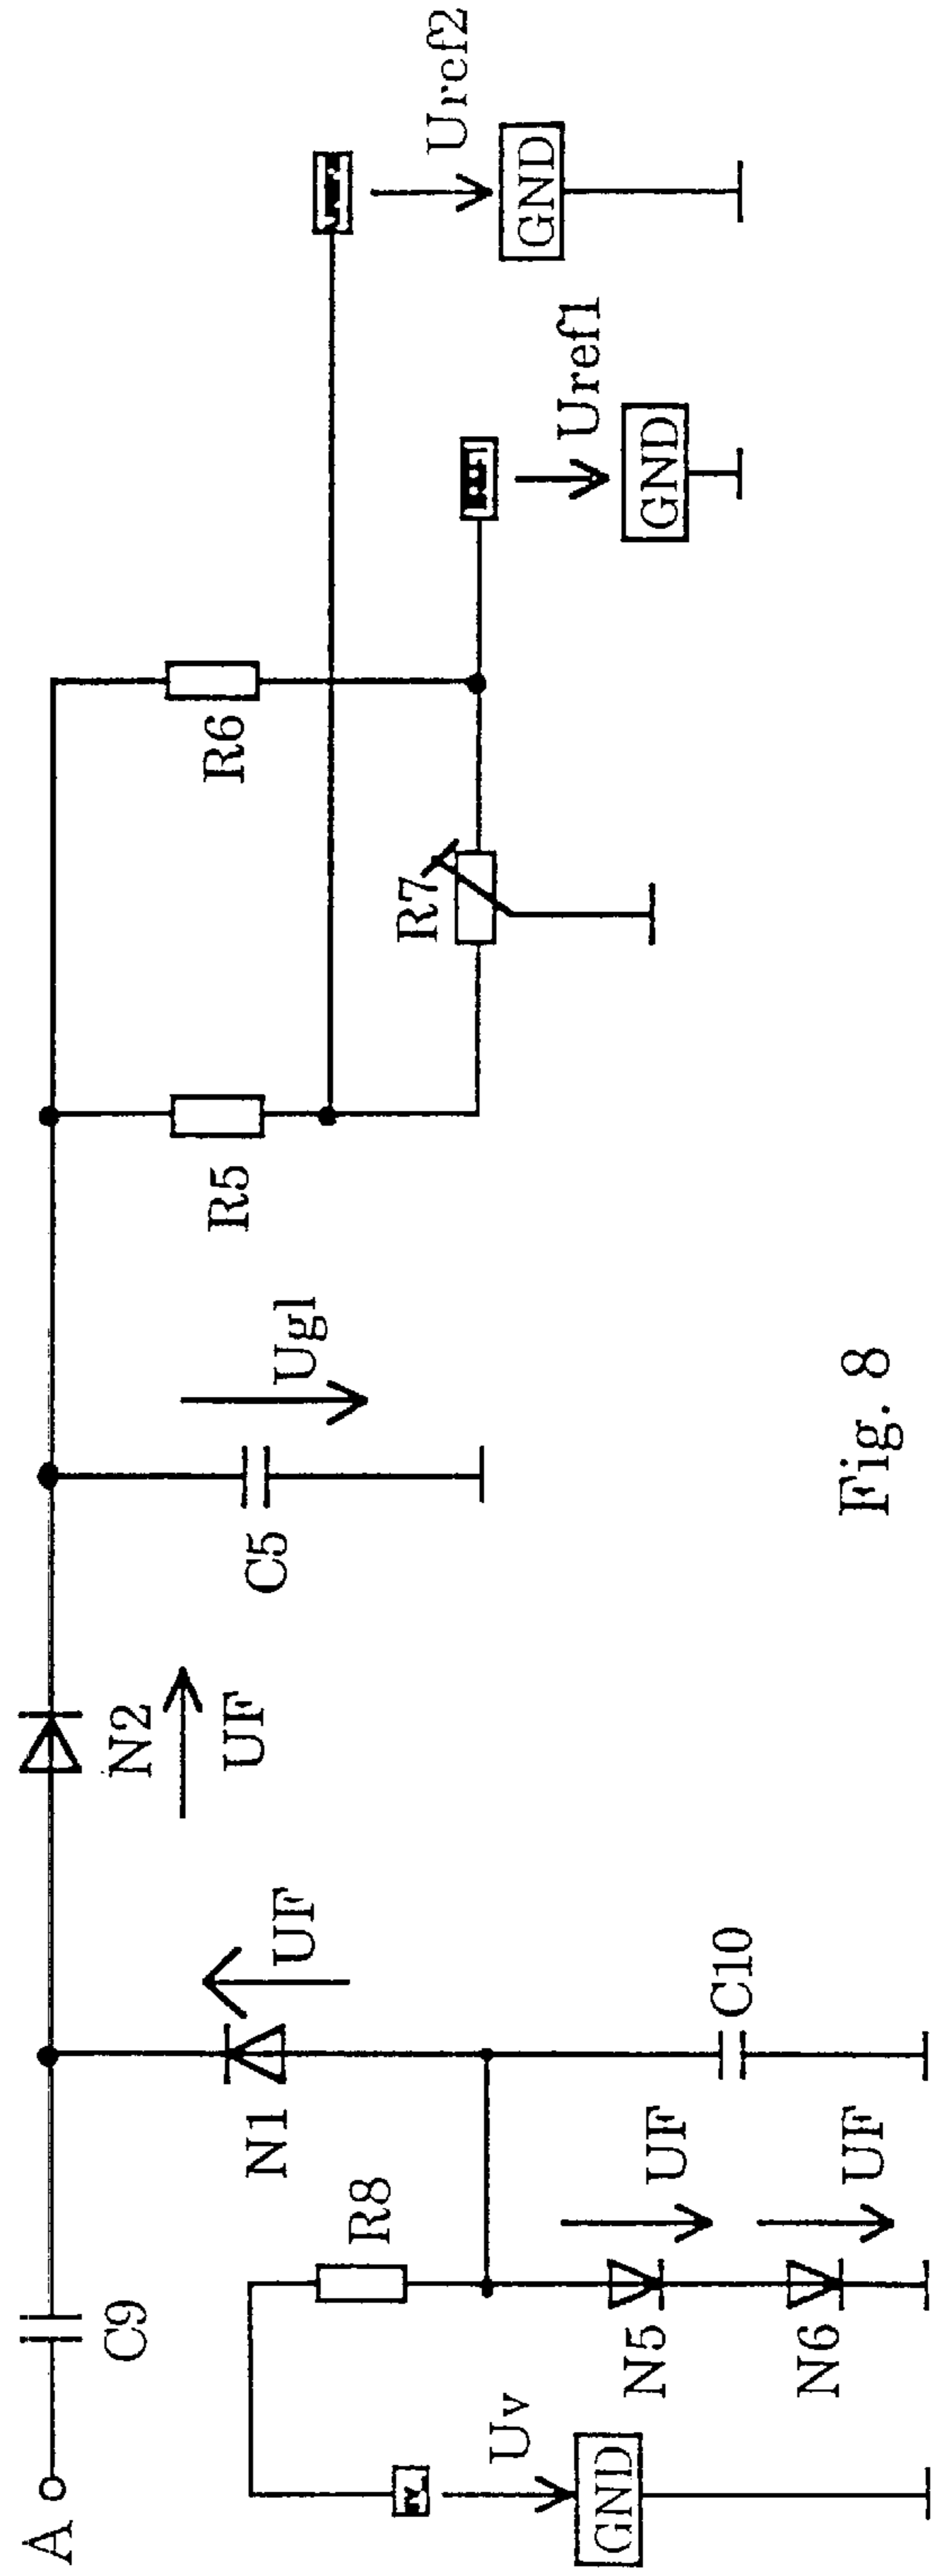 A
C9
N1
UF
N2
UF
C5
Ugl
R5
R6
R7
Uref2
GND
Uref1
GND
R8
Uv
GND
N5
UF
N6
UF
C10
Fig. 8